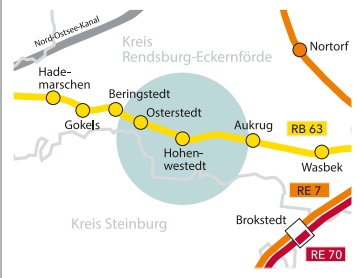 Nord-Ostsee-Kanal
Kreis
Rendsburg-Eckernförde
Nortorf
Hade-
marschen
Beringstedt
Osterstedt
Gokels
Aukrug
RB 63
Hohen-
westedt
Wasbek
RE 7
Kreis Steinburg
Brokstedt
RE 70